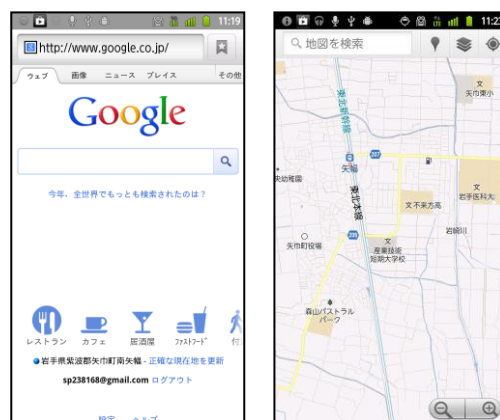 11:19
http://www.google.co.jp/
ウェブ 画像 ニュース プレイス その他
Google
今年、全世界でもっとも検索されたのは？
レストラン カフェ 居酒屋 ファストフード 付
岩手県紫波郡矢巾町南矢幅 - 正確な現在地を更新
sp238168@gmail.com ログアウト
設定 ヘルプ
11:23
地図を検索
文
矢巾東小
東北新幹線
207
矢幅
央幼稚園
東北本線
文
岩手医科大
文 不来方高
矢巾町役場
209
文
産業技術
短期大学校
岩崎川
森山パストラル
パーク